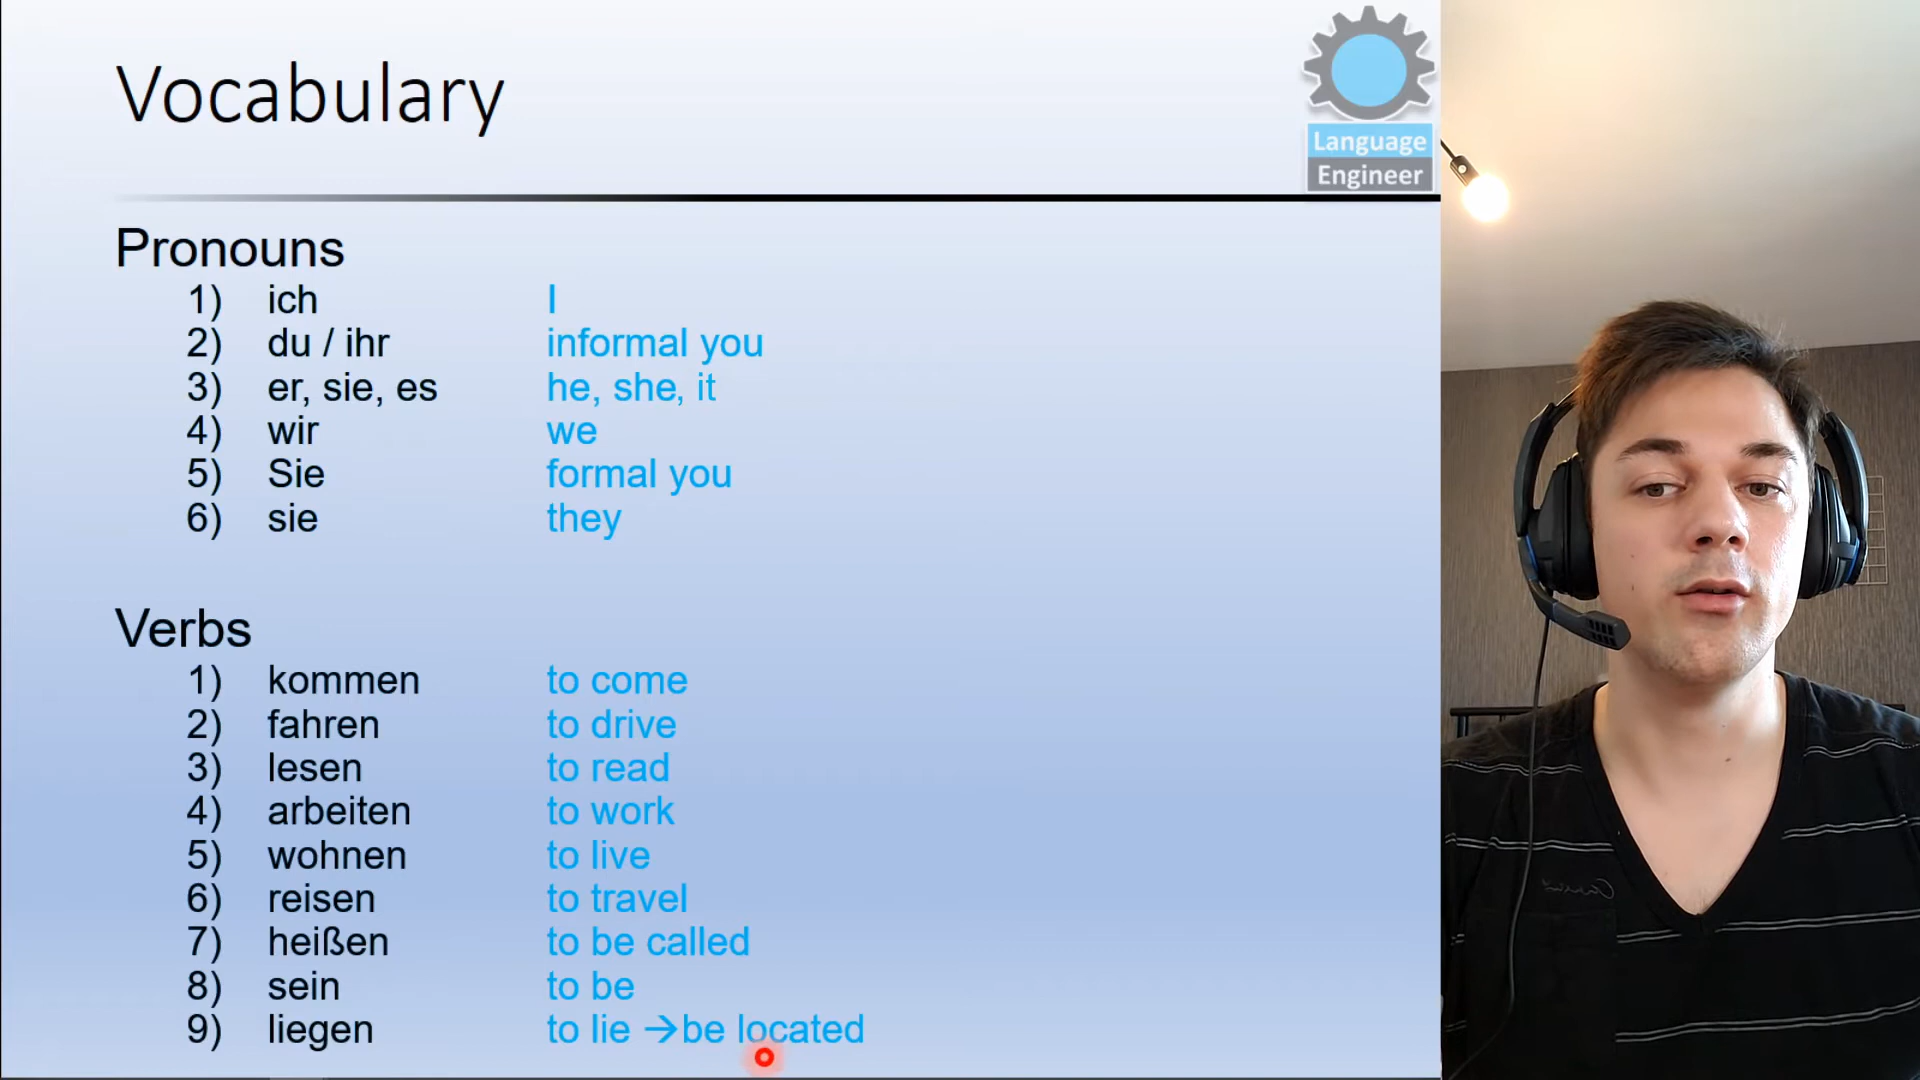 Vocabulary
Language
Engineer
Pronouns
1) ich I
2) du / ihr informal you
3) er, sie, es he, she, it
4) wir we
5) Sie formal you
6) sie they
Verbs
1) kommen to come
2) fahren to drive
3) lesen to read
4) arbeiten to work
5) wohnen to live
6) reisen to travel
7) heißen to be called
8) sein to be
9) liegen to lie →be located